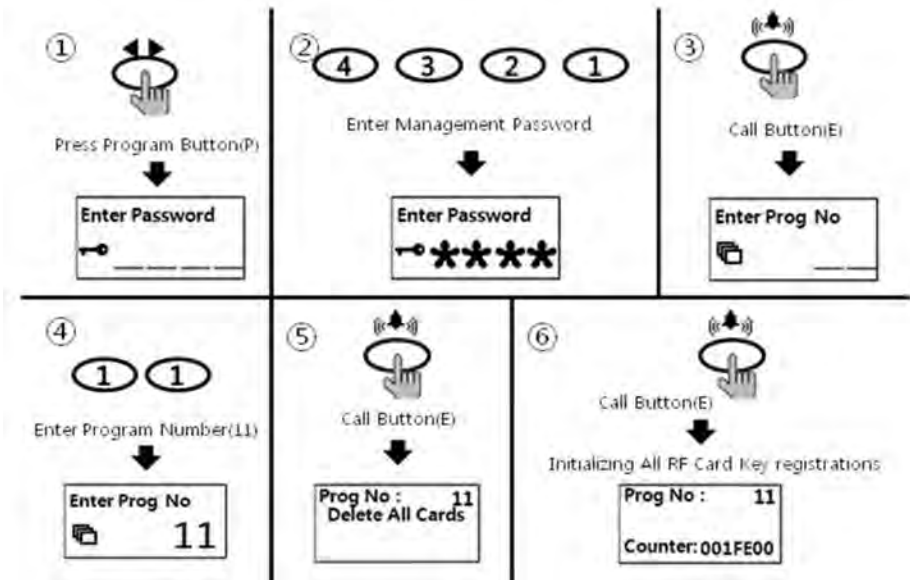 ①
Press Program Button(P)
Enter Password
②
4 3 2 1
Enter Management Password
Enter Password
****
③
Call Button(E)
Enter Prog No
④
1 1
Enter Program Number(11)
Enter Prog No
11
⑤
Call Button(E)
Prog No : 11
Delete All Cards
⑥
Call Button(E)
Initializing All RF Card Key registrations
Prog No : 11
Counter: 001FE00